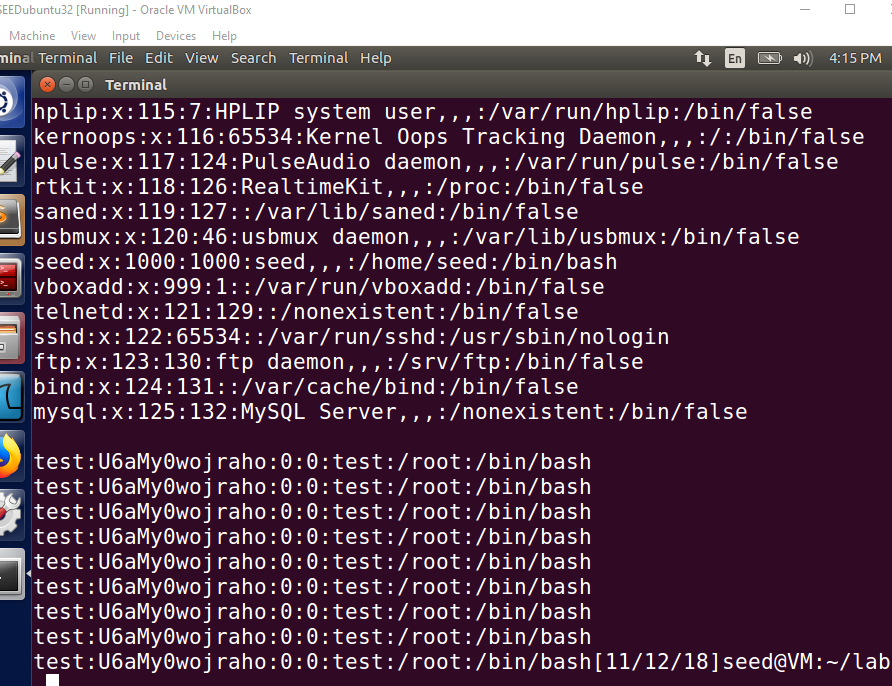 SEEDubuntu32 [Running] - Oracle VM VirtualBox
Machine View Input Devices Help
Terminal File Edit View Search Terminal Help En 4:15 PM
Terminal
hplip:x:115:7:HPLIP system user,,,:/var/run/hplip:/bin/false
kernoops:x:116:65534:Kernel Oops Tracking Daemon,,,:/:/bin/false
pulse:x:117:124:PulseAudio daemon,,,:/var/run/pulse:/bin/false
rtkit:x:118:126:RealtimeKit,,,:/proc:/bin/false
saned:x:119:127::/var/lib/saned:/bin/false
usbmux:x:120:46:usbmux daemon,,,:/var/lib/usbmux:/bin/false
seed:x:1000:1000:seed,,,:/home/seed:/bin/bash
vboxadd:x:999:1::/var/run/vboxadd:/bin/false
telnetd:x:121:129::/nonexistent:/bin/false
sshd:x:122:65534::/var/run/sshd:/usr/sbin/nologin
ftp:x:123:130:ftp daemon,,,:/srv/ftp:/bin/false
bind:x:124:131::/var/cache/bind:/bin/false
mysql:x:125:132:MySQL Server,,,:/nonexistent:/bin/false
test:U6aMy0wojraho:0:0:test:/root:/bin/bash
test:U6aMy0wojraho:0:0:test:/root:/bin/bash
test:U6aMy0wojraho:0:0:test:/root:/bin/bash
test:U6aMy0wojraho:0:0:test:/root:/bin/bash
test:U6aMy0wojraho:0:0:test:/root:/bin/bash
test:U6aMy0wojraho:0:0:test:/root:/bin/bash
test:U6aMy0wojraho:0:0:test:/root:/bin/bash
test:U6aMy0wojraho:0:0:test:/root:/bin/bash
test:U6aMy0wojraho:0:0:test:/root:/bin/bash[11/12/18]seed@VM:~/lab